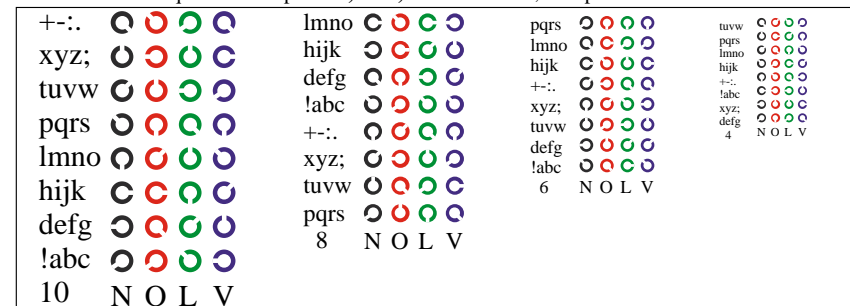 +-:.
xyz;
tuvw
pqrs
lmno
hijk
defg
!abc
10 N O L V
lmno
hijk
defg
!abc
+-:.
xyz;
tuvw
pqrs
8 N O L V
pqrs
lmno
hijk
+-:.
xyz;
tuvw
defg
!abc
6 N O L V
tuvw
pqrs
lmno
hijk
+-:.
!abc
xyz;
defg
4 N O L V